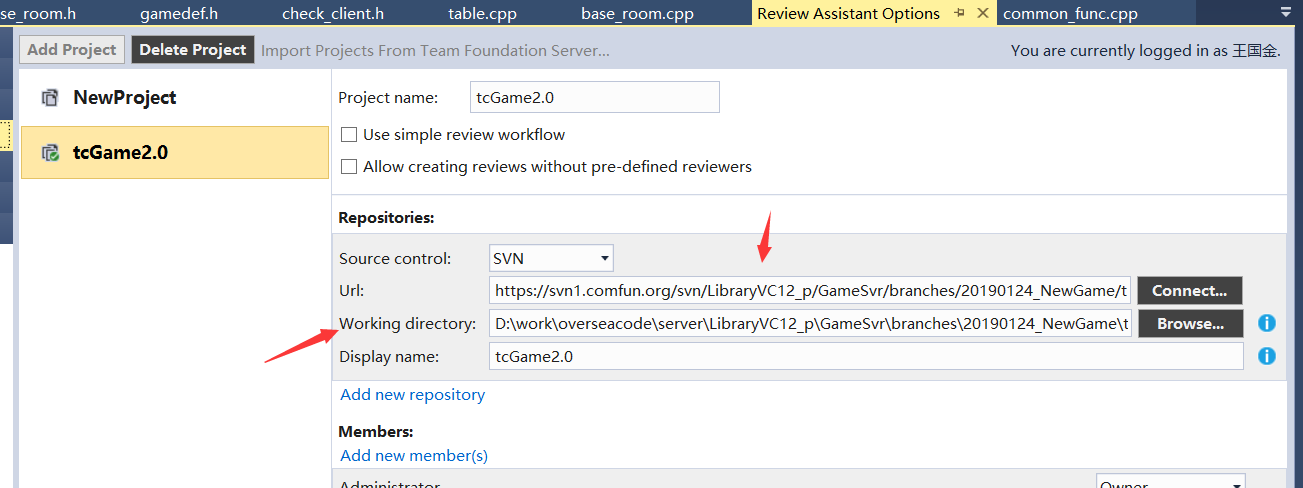 se_room.h gamedef.h check_client.h table.cpp base_room.cpp Review Assistant Options common_func.cpp
Add Project Delete Project Import Projects From Team Foundation Server... You are currently logged in as 王国金.
NewProject
tcGame2.0
Project name: tcGame2.0
Use simple review workflow
Allow creating reviews without pre-defined reviewers
Repositories:
Source control: SVN
Url: https://svn1.comfun.org/svn/LibraryVC12_p/GameSvr/branches/20190124_NewGame/t Connect...
Working directory: D:\work\overseacode\server\LibraryVC12_p\GameSvr\branches\20190124_NewGame\t Browse...
Display name: tcGame2.0
Add new repository
Members:
Add new member(s)
Administrator Owner